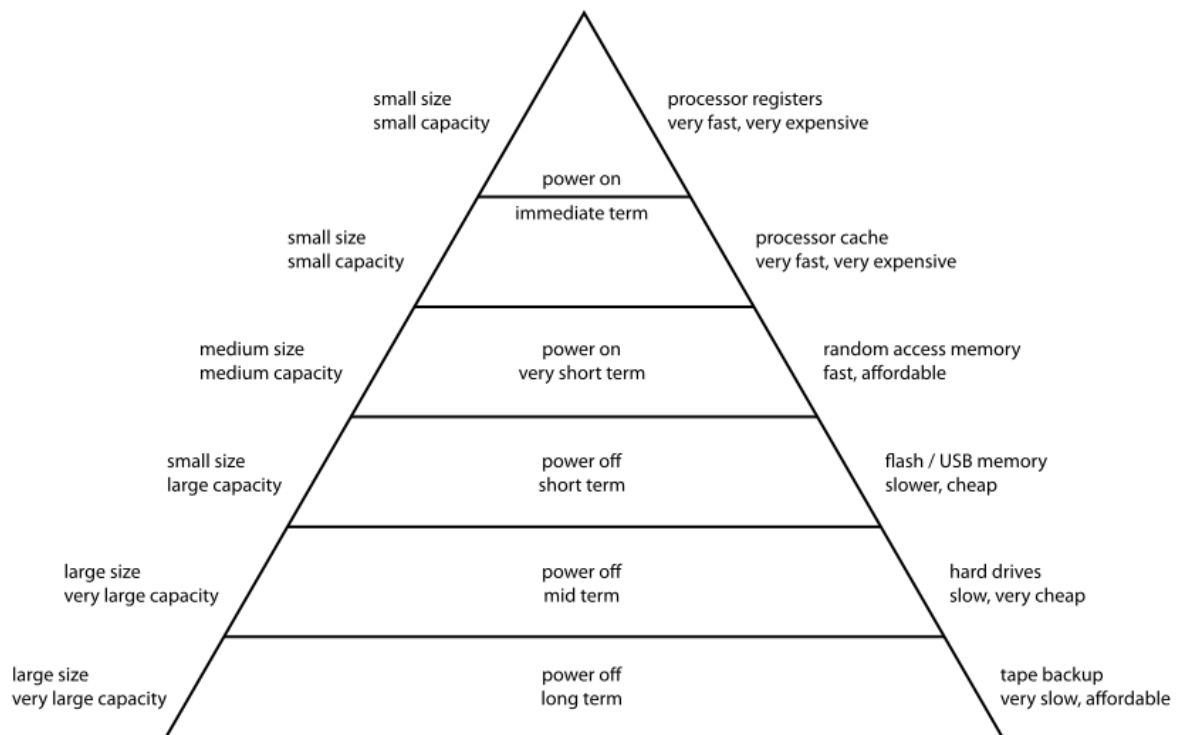 small size
small capacity
processor registers
very fast, very expensive
power on
immediate term
small size
small capacity
processor cache
very fast, very expensive
medium size
medium capacity
power on
very short term
random access memory
fast, affordable
small size
large capacity
power off
short term
flash / USB memory
slower, cheap
large size
very large capacity
power off
mid term
hard drives
slow, very cheap
large size
very large capacity
power off
long term
tape backup
very slow, affordable